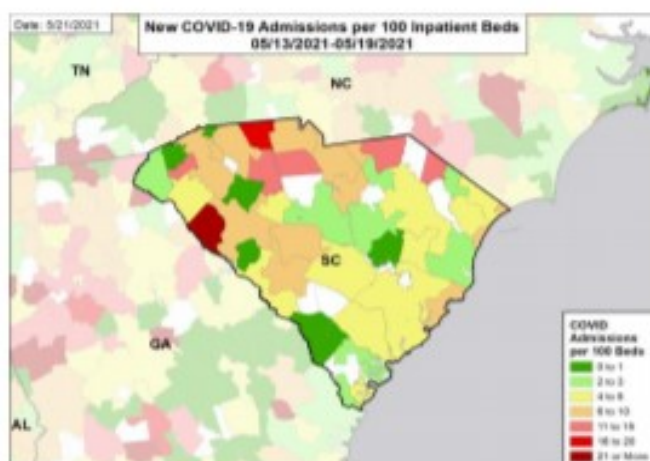 Date: 5/21/2021
New COVID-19 Admissions per 100 Inpatient Beds
05/13/2021-05/19/2021
TN
NC
SC
GA
AL
COVID
Admissions
per 100 Beds
0 to 1
2 to 3
4 to 6
6 to 10
11 to 15
16 to 20
21 or More